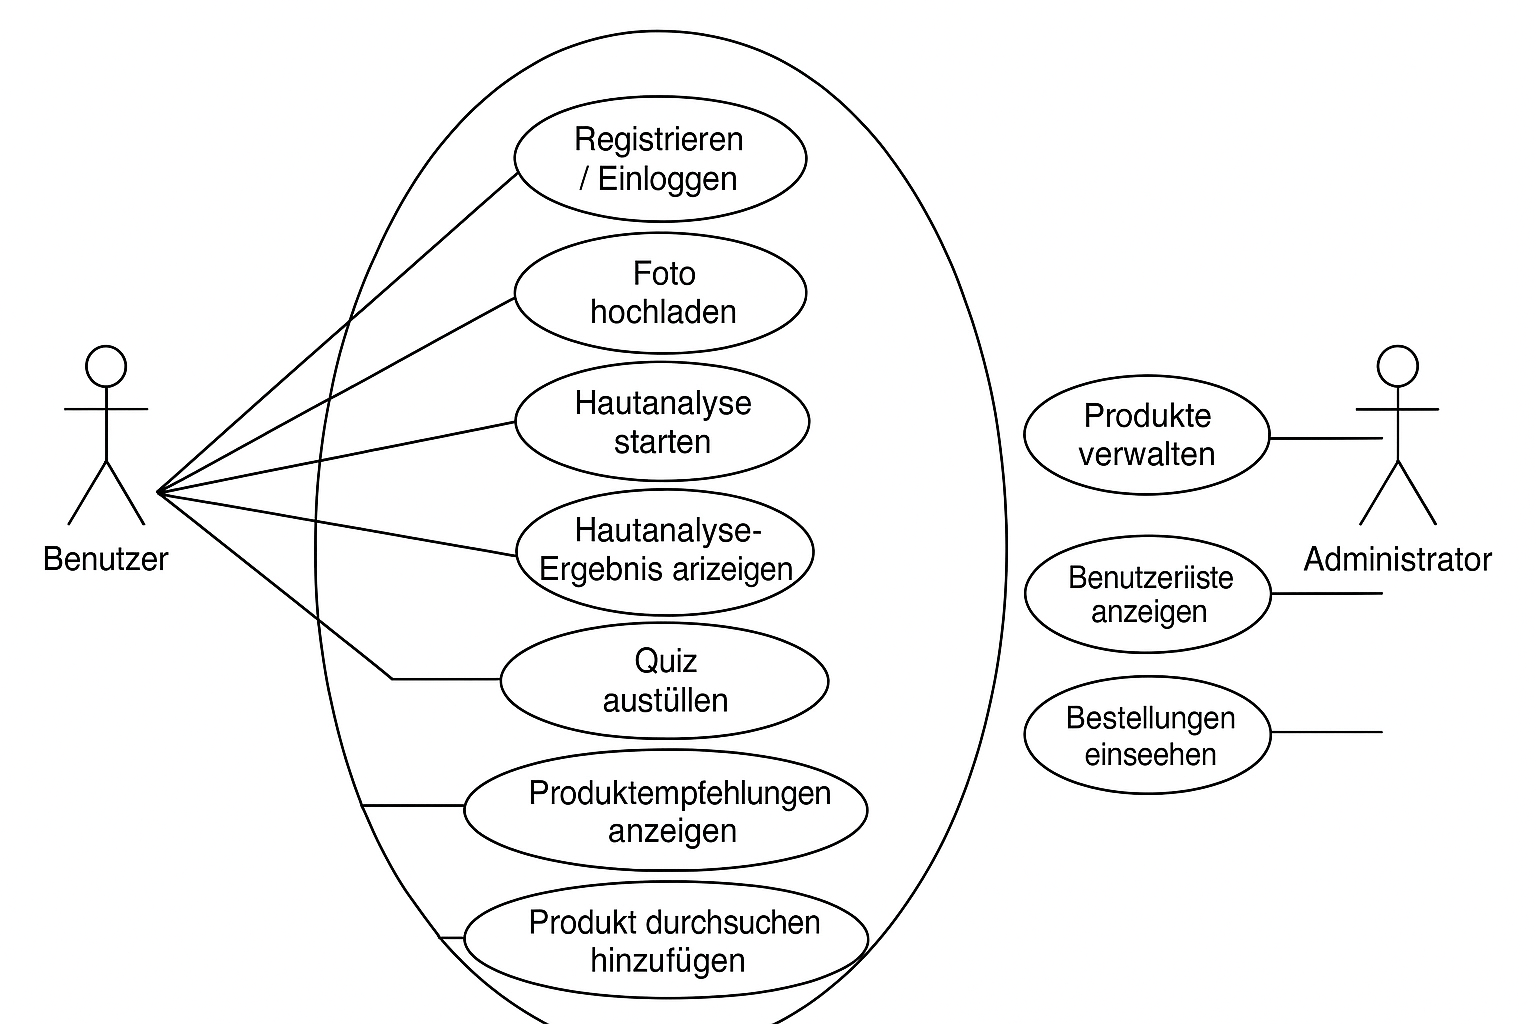 Registrieren
/ Einloggen
Foto
hochladen
Hautanalyse
starten
Hautanalyse-
Ergebnis arizeigen
Quiz
austüllen
Produktempfehlungen
anzeigen
Produkt durchsuchen
hinzufügen
Benutzer
Produkte
verwalten
Benutzeriiste
anzeigen
Bestellungen
einseehen
Administrator